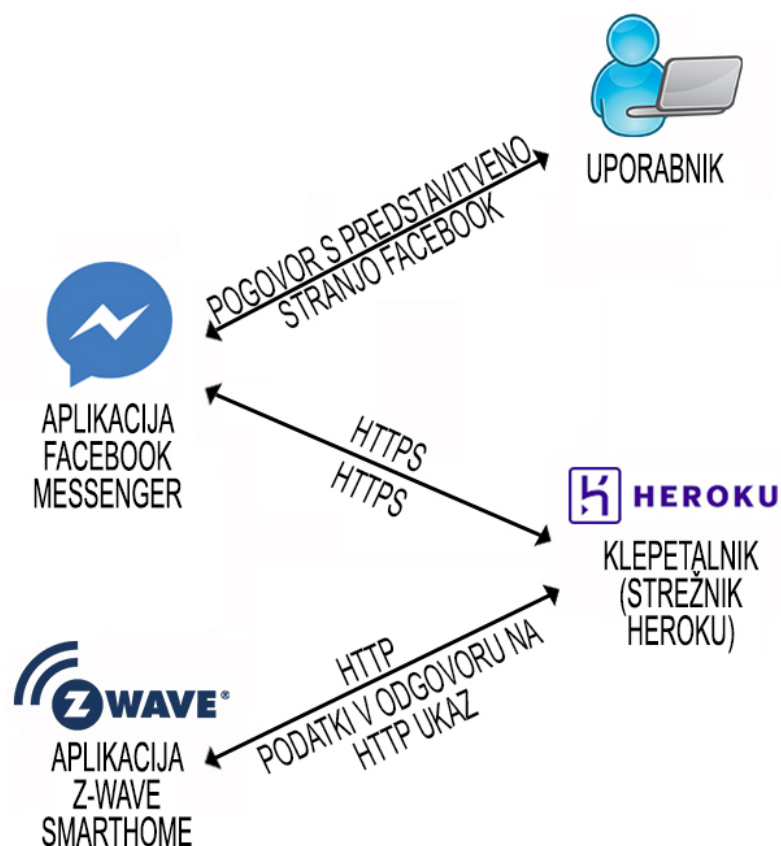 UPORABNIK
POGOVOR S PREDSTAVITVENO
STRANJO FACEBOOK
APLIKACIJA
FACEBOOK
MESSENGER
HTTPS
HTTPS
HEROKU
KLEPETALNIK
(STREŽNIK
HEROKU)
HTTP
PODATKI V ODGOVORU NA
HTTP UKAZ
Z WAVE®
APLIKACIJA
Z-WAVE
SMARTHOME